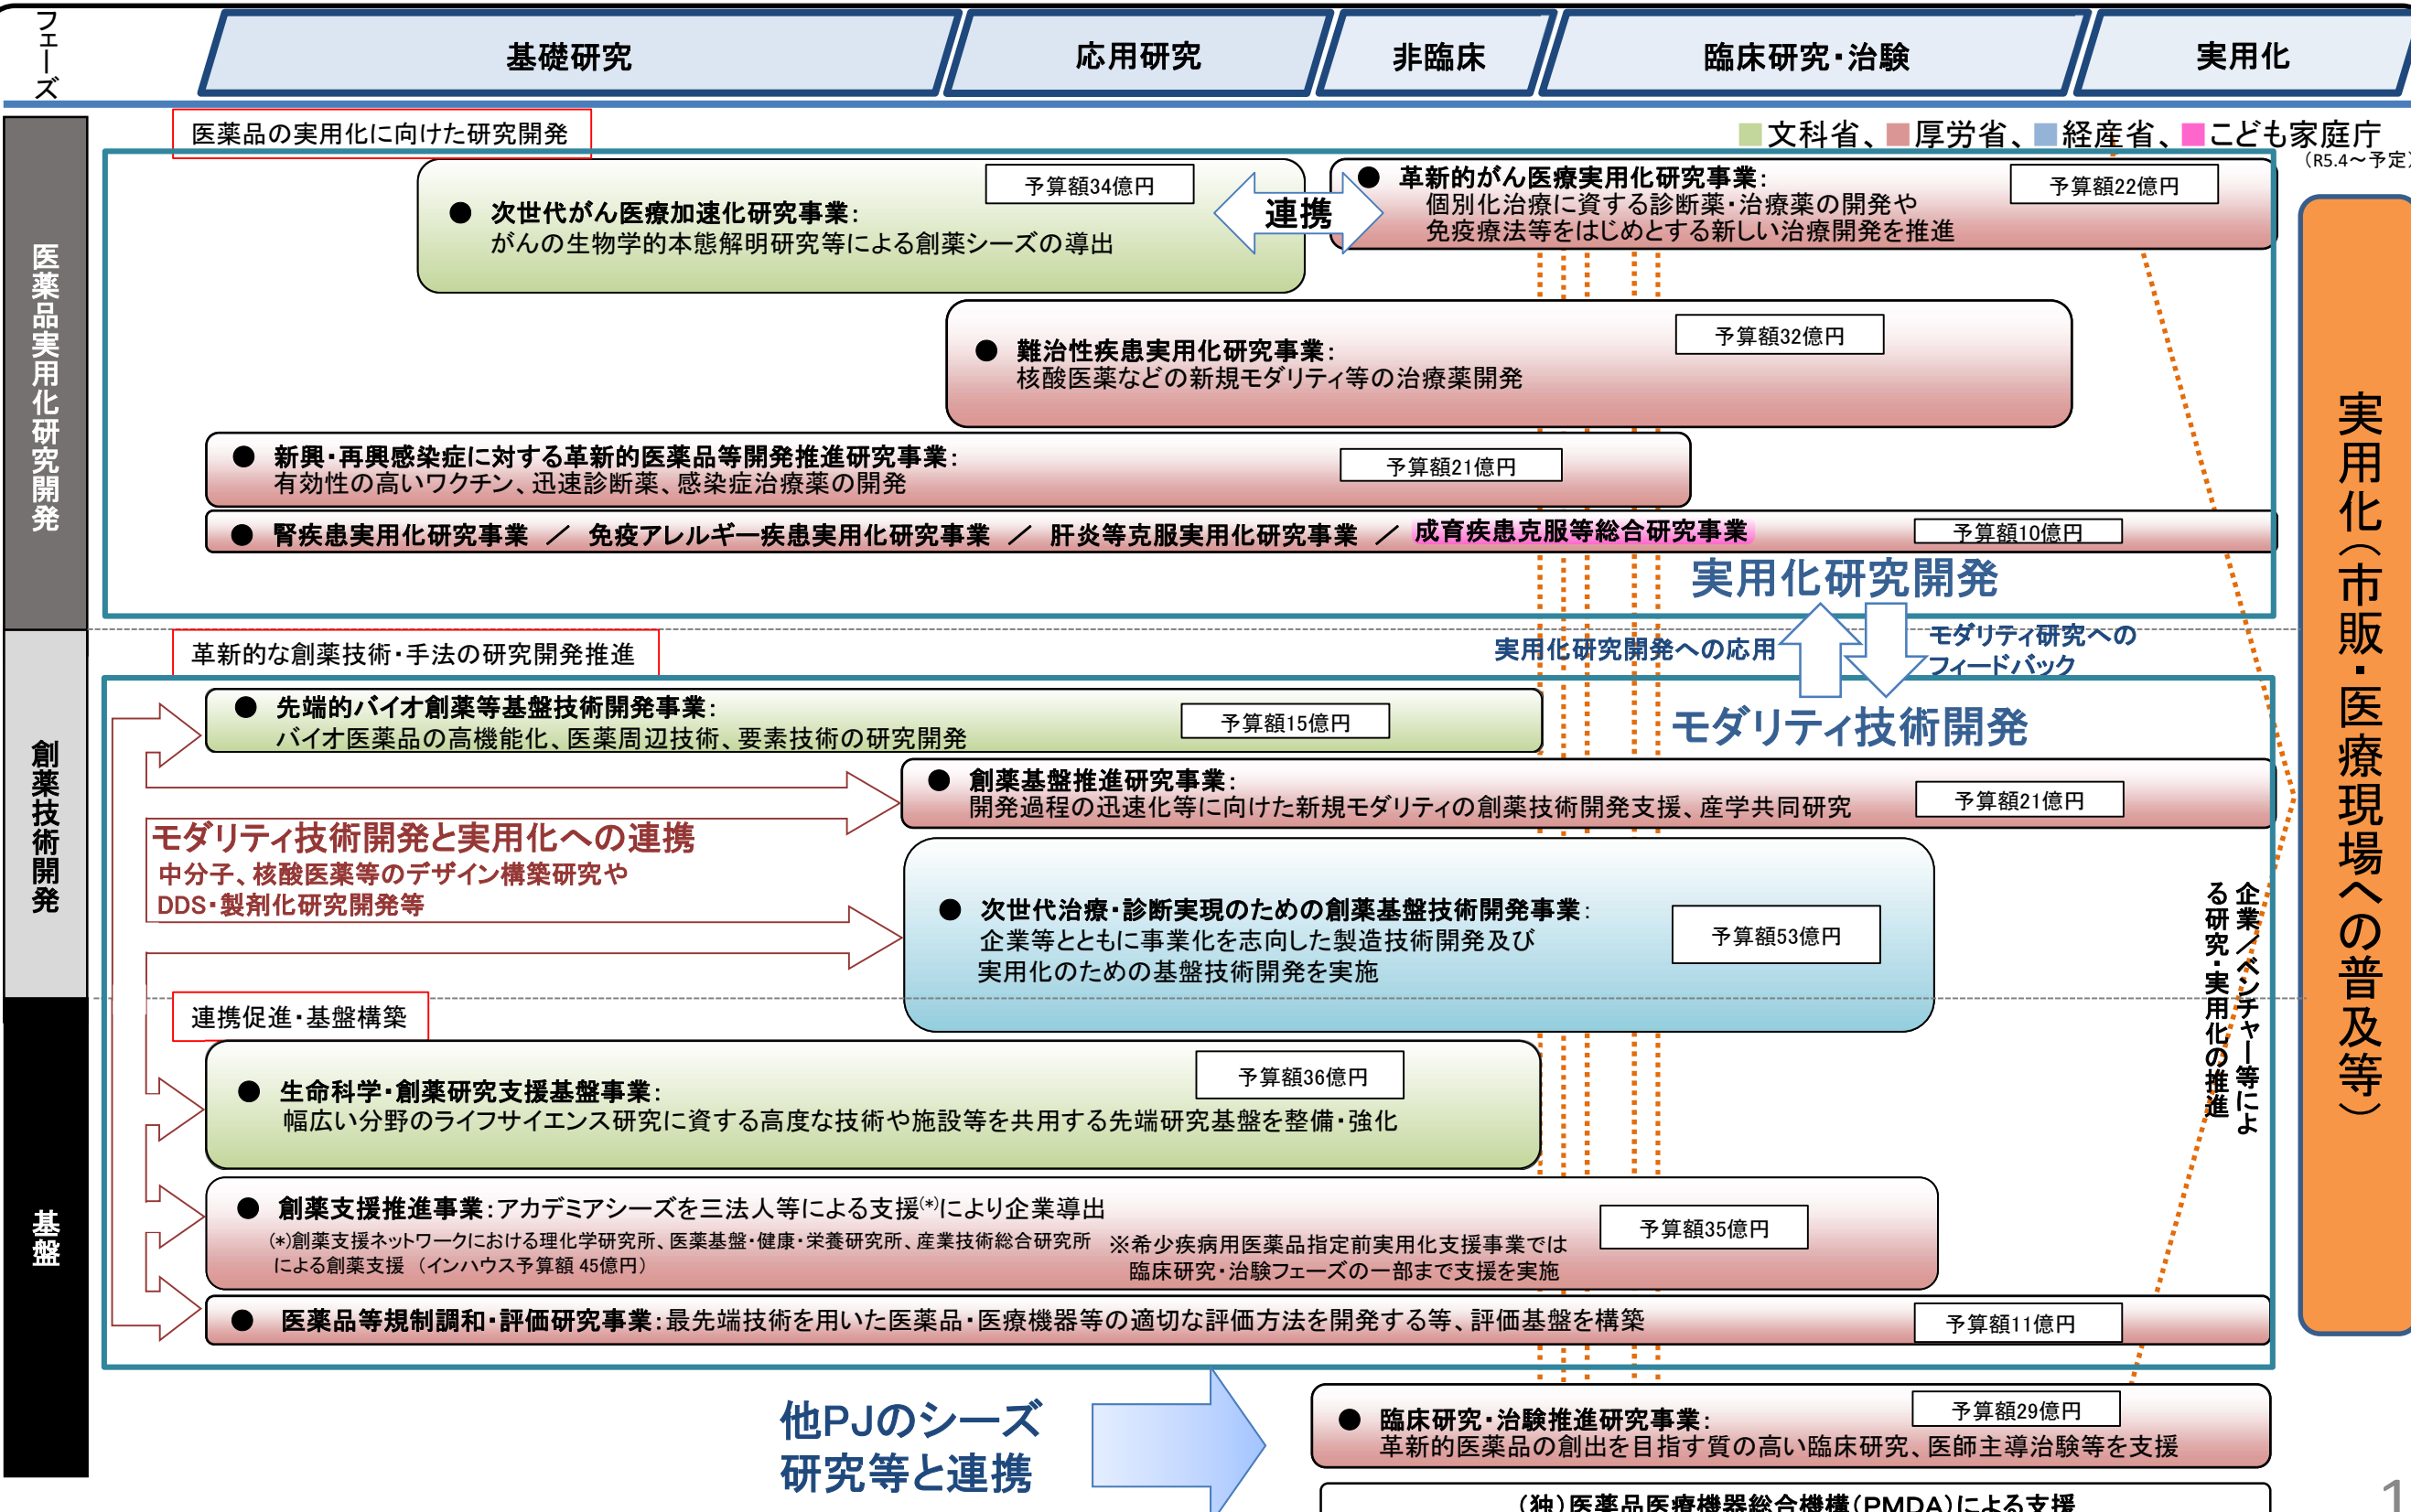 フェーズ
基礎研究
応用研究
非臨床
臨床研究・治験
実用化
医薬品の実用化に向けた研究開発
■文科省、■厚労省、■経産省、■こども家庭庁
(R5.4～予定)
医薬品実用化研究開発
● 次世代がん医療加速化研究事業:
がんの生物学的本態解明研究等による創薬シーズの導出
予算額34億円
連携
● 革新的がん医療実用化研究事業:
個別化治療に資する診断薬・治療薬の開発や
免疫療法等をはじめとする新しい治療開発を推進
予算額22億円
● 難治性疾患実用化研究事業:
核酸医薬などの新規モダリティ等の治療薬開発
予算額32億円
● 新興・再興感染症に対する革新的医薬品等開発推進研究事業:
有効性の高いワクチン、迅速診断薬、感染症治療薬の開発
予算額21億円
● 腎疾患実用化研究事業 ／ 免疫アレルギー疾患実用化研究事業 ／ 肝炎等克服実用化研究事業 ／ 成育疾患克服等総合研究事業
予算額10億円
実用化研究開発
実用化研究開発への応用
モダリティ研究への
フィードバック
モダリティ技術開発
革新的な創薬技術・手法の研究開発推進
創薬技術開発
● 先端的バイオ創薬等基盤技術開発事業:
バイオ医薬品の高機能化、医薬周辺技術、要素技術の研究開発
予算額15億円
● 創薬基盤推進研究事業:
開発過程の迅速化等に向けた新規モダリティの創薬技術開発支援、産学共同研究
予算額21億円
モダリティ技術開発と実用化への連携
中分子、核酸医薬等のデザイン構築研究や
DDS・製剤化研究開発等
● 次世代治療・診断実現のための創薬基盤技術開発事業:
企業等とともに事業化を志向した製造技術開発及び
実用化のための基盤技術開発を実施
予算額53億円
企業／ベンチャー等によ
る研究・実用化の推進
実用化（市販・医療現場への普及等）
連携促進・基盤構築
基盤
● 生命科学・創薬研究支援基盤事業:
幅広い分野のライフサイエンス研究に資する高度な技術や施設等を共用する先端研究基盤を整備・強化
予算額36億円
● 創薬支援推進事業:アカデミアシーズを三法人等による支援(*)により企業導出
(*)創薬支援ネットワークにおける理化学研究所、医薬基盤・健康・栄養研究所、産業技術総合研究所
による創薬支援 （インハウス予算額 45億円）
※希少疾病用医薬品指定前実用化支援事業では
臨床研究・治験フェーズの一部まで支援を実施
予算額35億円
● 医薬品等規制調和・評価研究事業:最先端技術を用いた医薬品・医療機器等の適切な評価方法を開発する等、評価基盤を構築
予算額11億円
他PJのシーズ
研究等と連携
● 臨床研究・治験推進研究事業:
革新的医薬品の創出を目指す質の高い臨床研究、医師主導治験等を支援
予算額29億円
（独）医薬品医療機器総合機構（PMDA）による支援
1